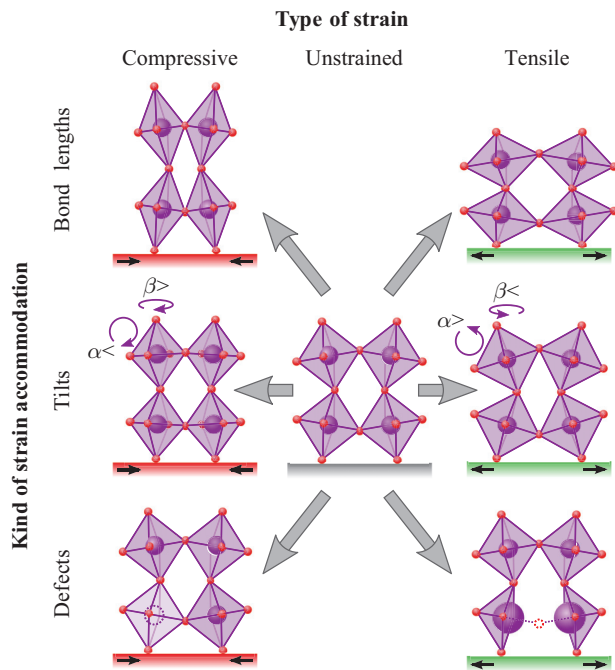 Type of strain
Compressive
Unstrained
Tensile
Kind of strain accommodation
Bond lengths
β>
α<
β<
α>
Tilts
Defects